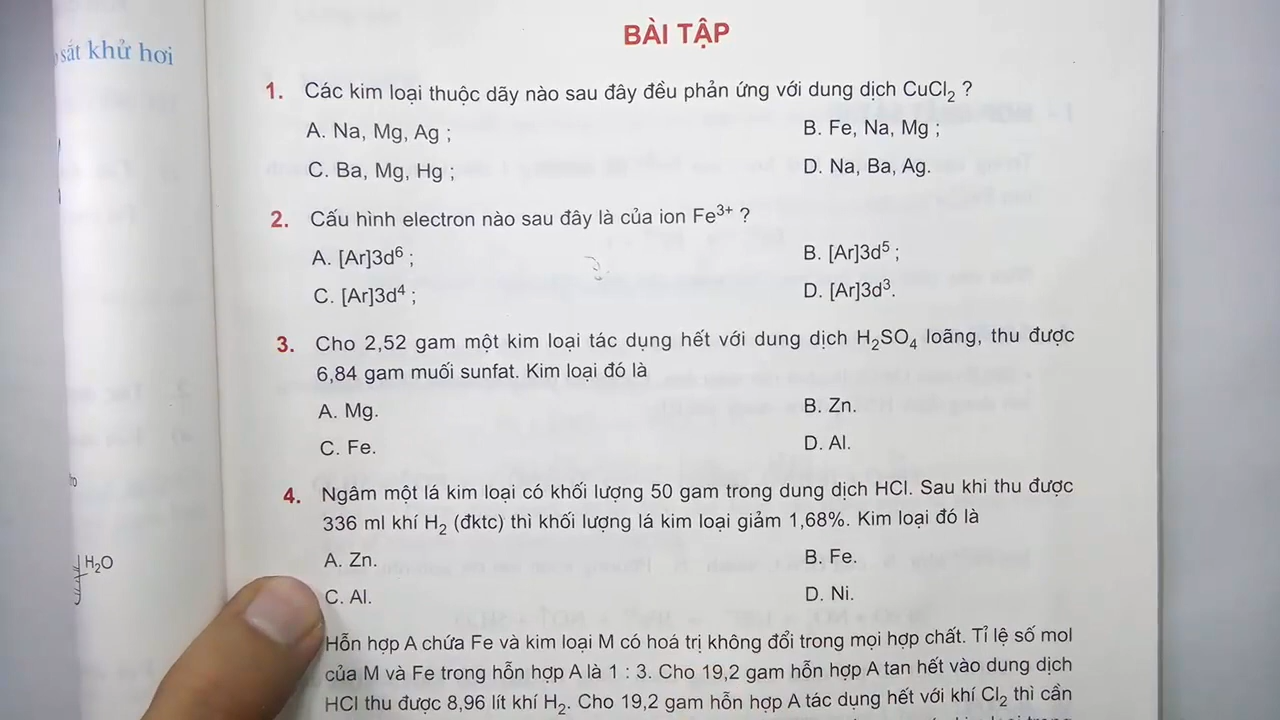 sắt khử hơi
H₂O
BÀI TẬP
1. Các kim loại thuộc dãy nào sau đây đều phản ứng với dung dịch CuCl₂ ?
A. Na, Mg, Ag ; B. Fe, Na, Mg ;
C. Ba, Mg, Hg ; D. Na, Ba, Ag.
2. Cấu hình electron nào sau đây là của ion Fe³⁺ ?
A. [Ar]3d⁶ ; B. [Ar]3d⁵ ;
C. [Ar]3d⁴ ; D. [Ar]3d³.
3. Cho 2,52 gam một kim loại tác dụng hết với dung dịch H₂SO₄ loãng, thu được
6,84 gam muối sunfat. Kim loại đó là
A. Mg. B. Zn.
C. Fe. D. Al.
4. Ngâm một lá kim loại có khối lượng 50 gam trong dung dịch HCl. Sau khi thu được
336 ml khí H₂ (đktc) thì khối lượng lá kim loại giảm 1,68%. Kim loại đó là
A. Zn. B. Fe.
C. Al. D. Ni.
Hỗn hợp A chứa Fe và kim loại M có hoá trị không đổi trong mọi hợp chất. Tỉ lệ số mol
của M và Fe trong hỗn hợp A là 1 : 3. Cho 19,2 gam hỗn hợp A tan hết vào dung dịch
HCl thu được 8,96 lít khí H₂. Cho 19,2 gam hỗn hợp A tác dụng hết với khí Cl₂ thì cần